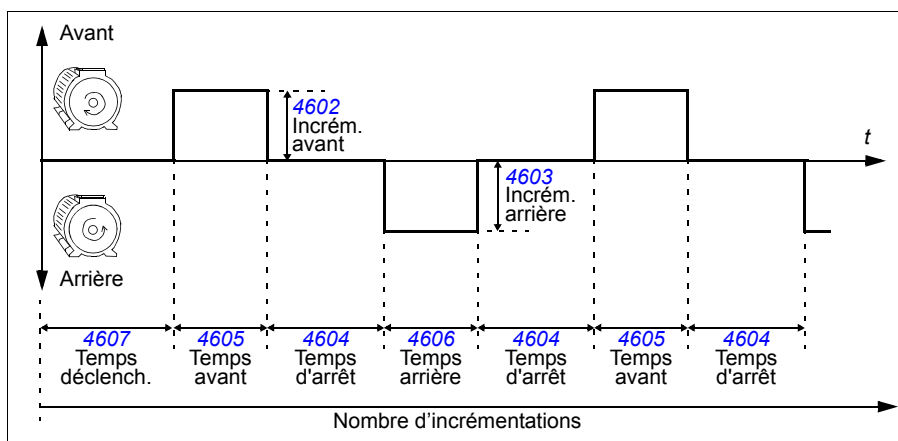 Avant
4602
Incrém.
avant
t
4603
Incrém.
arrière
Arrière
4607
Temps
déclench.
4605
Temps
avant
4604
Temps
d'arrêt
4606
Temps
arrière
4604
Temps
d'arrêt
4605
Temps
avant
4604
Temps
d'arrêt
Nombre d’incrémentations